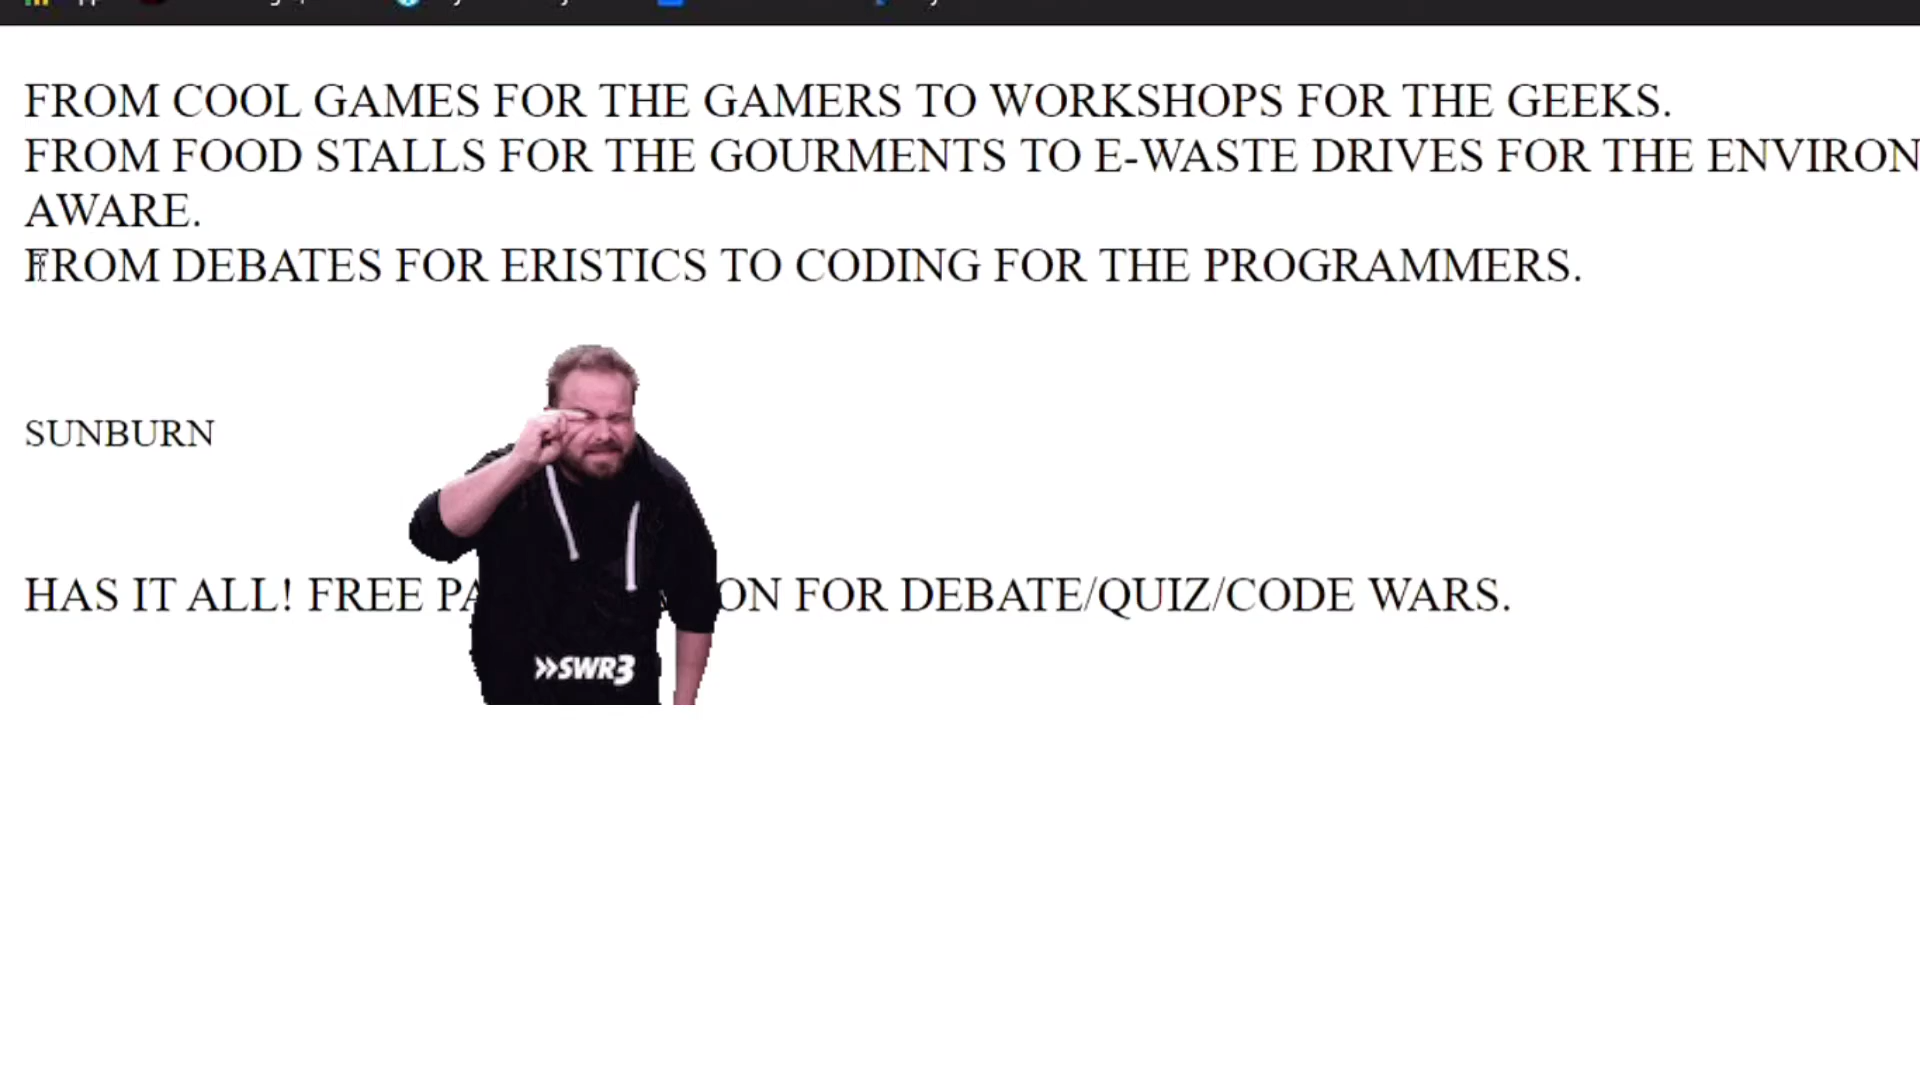 FROM COOL GAMES FOR THE GAMERS TO WORKSHOPS FOR THE GEEKS.
FROM FOOD STALLS FOR THE GOURMENTS TO E-WASTE DRIVES FOR THE ENVIRON
AWARE.
FROM DEBATES FOR ERISTICS TO CODING FOR THE PROGRAMMERS.
SUNBURN
HAS IT ALL! FREE FOR DEBATE/QUIZ/CODE WARS.
»SWR3